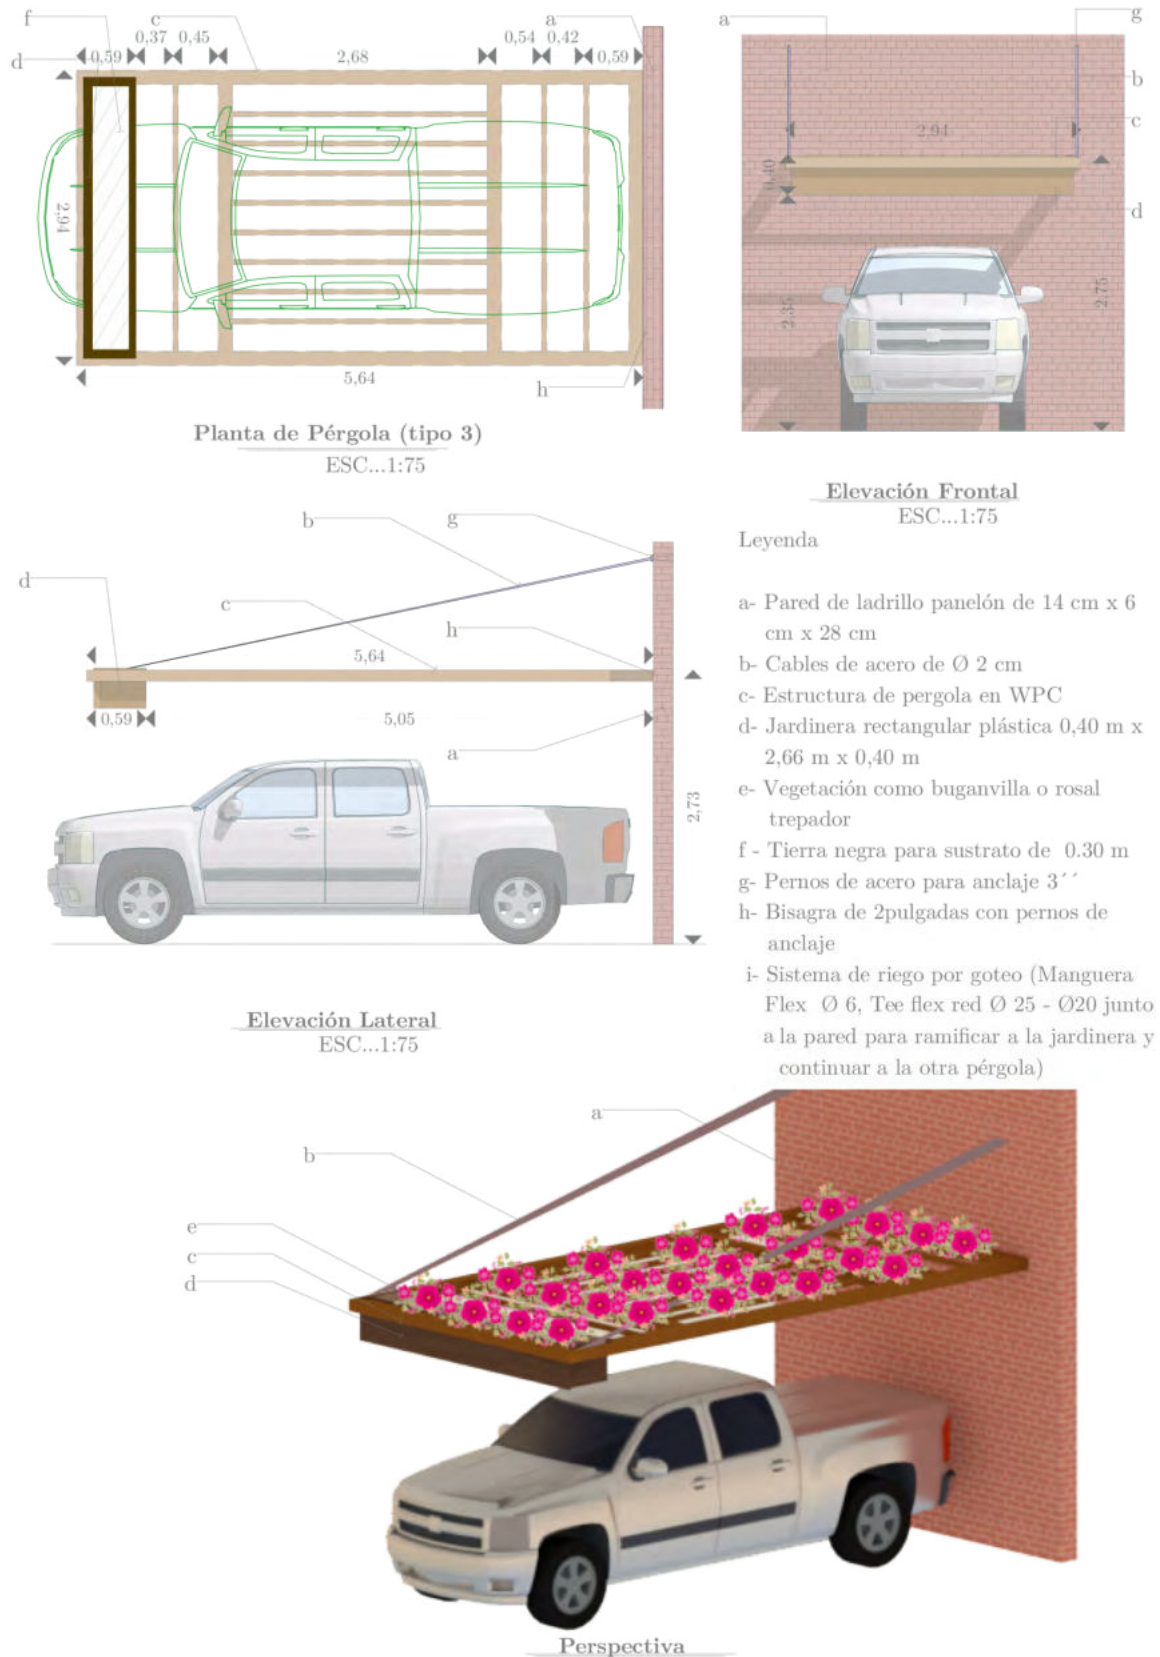 f
c
a
0,37
0,45
0,54
0,42
0,59
2,68
0,59
d
2,94
5,64
h
Planta de Pérgola (tipo 3)
ESC...1:75
a
g
b
c
2,94
0,40
d
2,35
2,75
Elevación Frontal
ESC...1:75
b
g
d
c
h
5,64
0,59
5,05
a
2,73
Elevación Lateral
ESC...1:75
Leyenda
a- Pared de ladrillo panelón de 14 cm x 6
cm x 28 cm
b- Cables de acero de Ø 2 cm
c- Estructura de pergola en WPC
d- Jardinera rectangular plástica 0,40 m x
2,66 m x 0,40 m
e- Vegetación como buganvilla o rosal
trepador
f - Tierra negra para sustrato de 0.30 m
g- Pernos de acero para anclaje 3´´
h- Bisagra de 2pulgadas con pernos de
anclaje
i- Sistema de riego por goteo (Manguera
Flex Ø 6, Tee flex red Ø 25 - Ø20 junto
a la pared para ramificar a la jardinera y
continuar a la otra pérgola)
a
b
e
c
d
Perspectiva